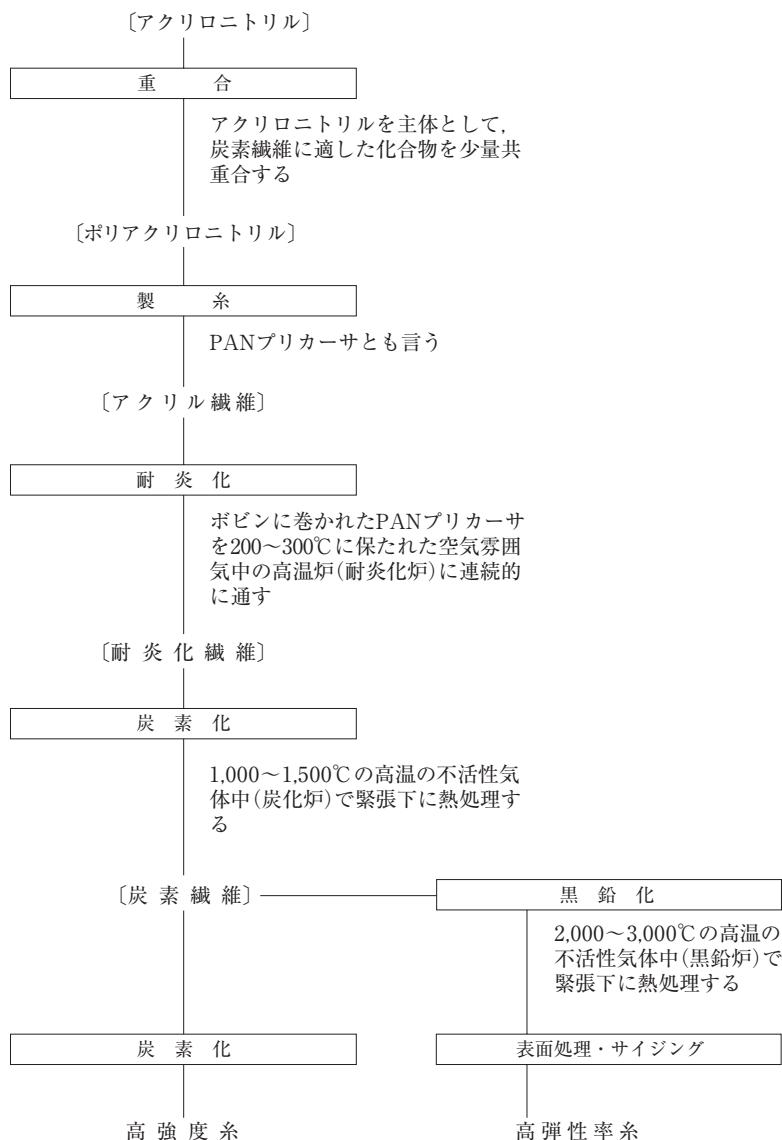 〔アクリロニトリル〕
重合
アクリロニトリルを主体として，
炭素繊維に適した化合物を少量共
重合する
〔ポリアクリロニトリル〕
製糸
PANプリカーサとも言う
〔アクリル繊維〕
耐炎化
ボビンに巻かれたPANプリカーサ
を200～300℃に保たれた空気雰囲
気中の高温炉（耐炎化炉）に連続的
に通す
〔耐炎化繊維〕
炭素化
1,000～1,500℃の高温の不活性気
体中（炭化炉）で緊張下に熱処理す
る
〔炭素繊維〕
黒鉛化
2,000～3,000℃の高温の
不活性気体中（黒鉛炉）で
緊張下に熱処理する
炭素化
表面処理・サイジング
高強度糸
高弾性率糸